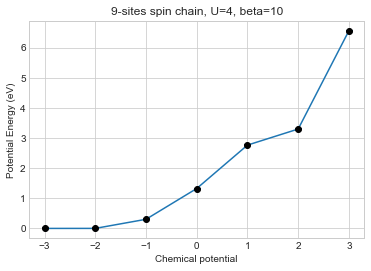 9-sites spin chain, U=4, beta=10
Potential Energy (eV)
6
5
4
3
2
1
0
−3 −2 −1 0 1 2 3
Chemical potential